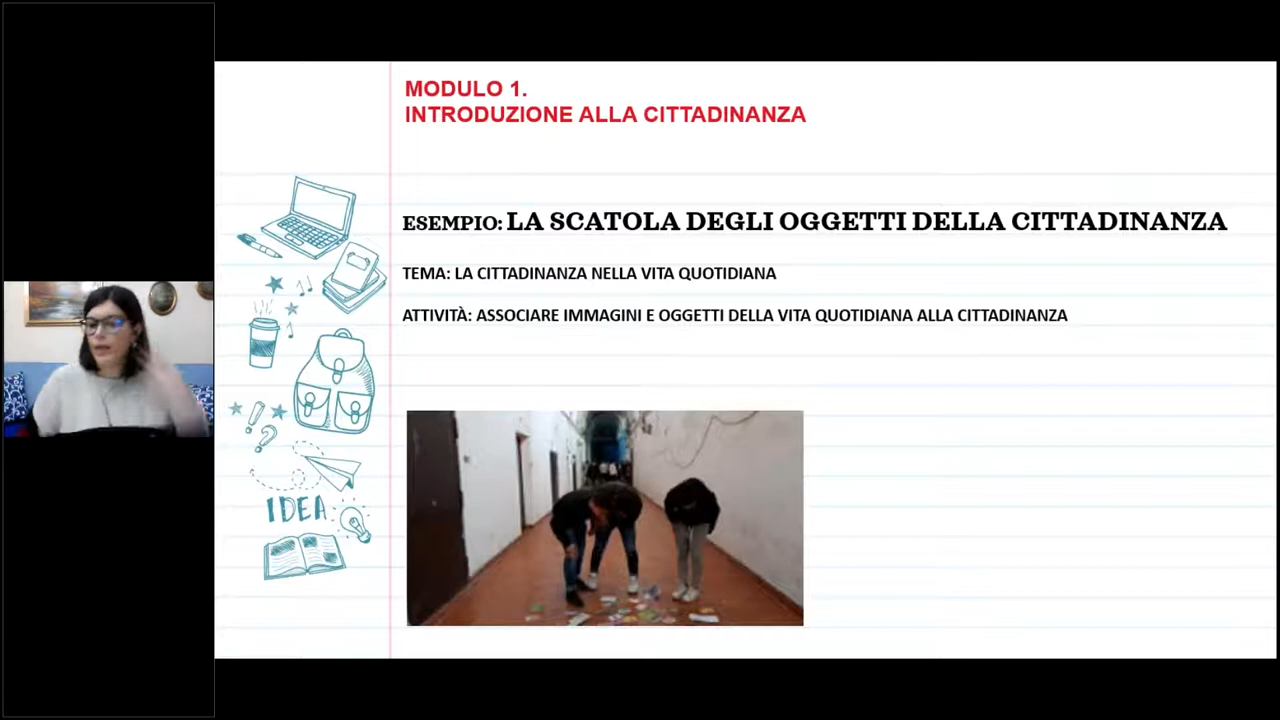 MODULO 1.
INTRODUZIONE ALLA CITTADINANZA
ESEMPIO: LA SCATOLA DEGLI OGGETTI DELLA CITTADINANZA
TEMA: LA CITTADINANZA NELLA VITA QUOTIDIANA
ATTIVITÀ: ASSOCIARE IMMAGINI E OGGETTI DELLA VITA QUOTIDIANA ALLA CITTADINANZA
IDEA